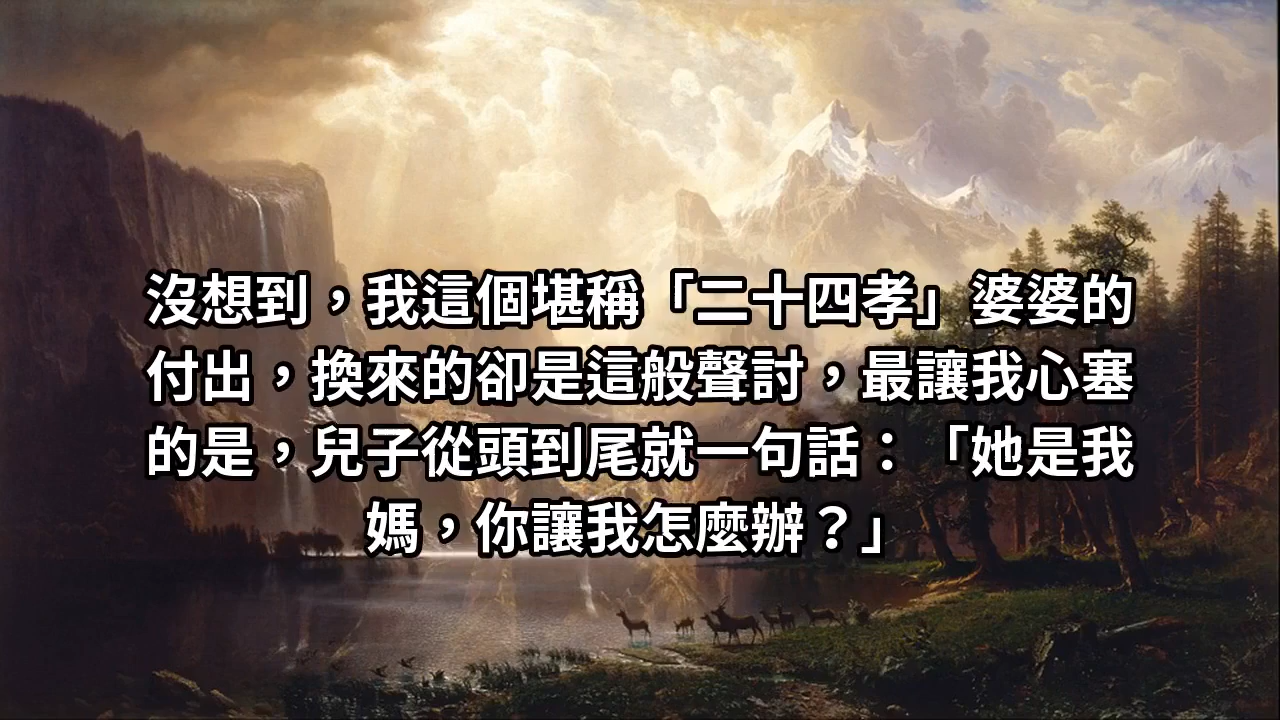 沒想到，我這個堪稱「二十四孝」婆婆的
付出，換來的卻是這般聲討，最讓我心塞
的是，兒子從頭到尾就一句話：「她是我
媽，你讓我怎麼辦？」